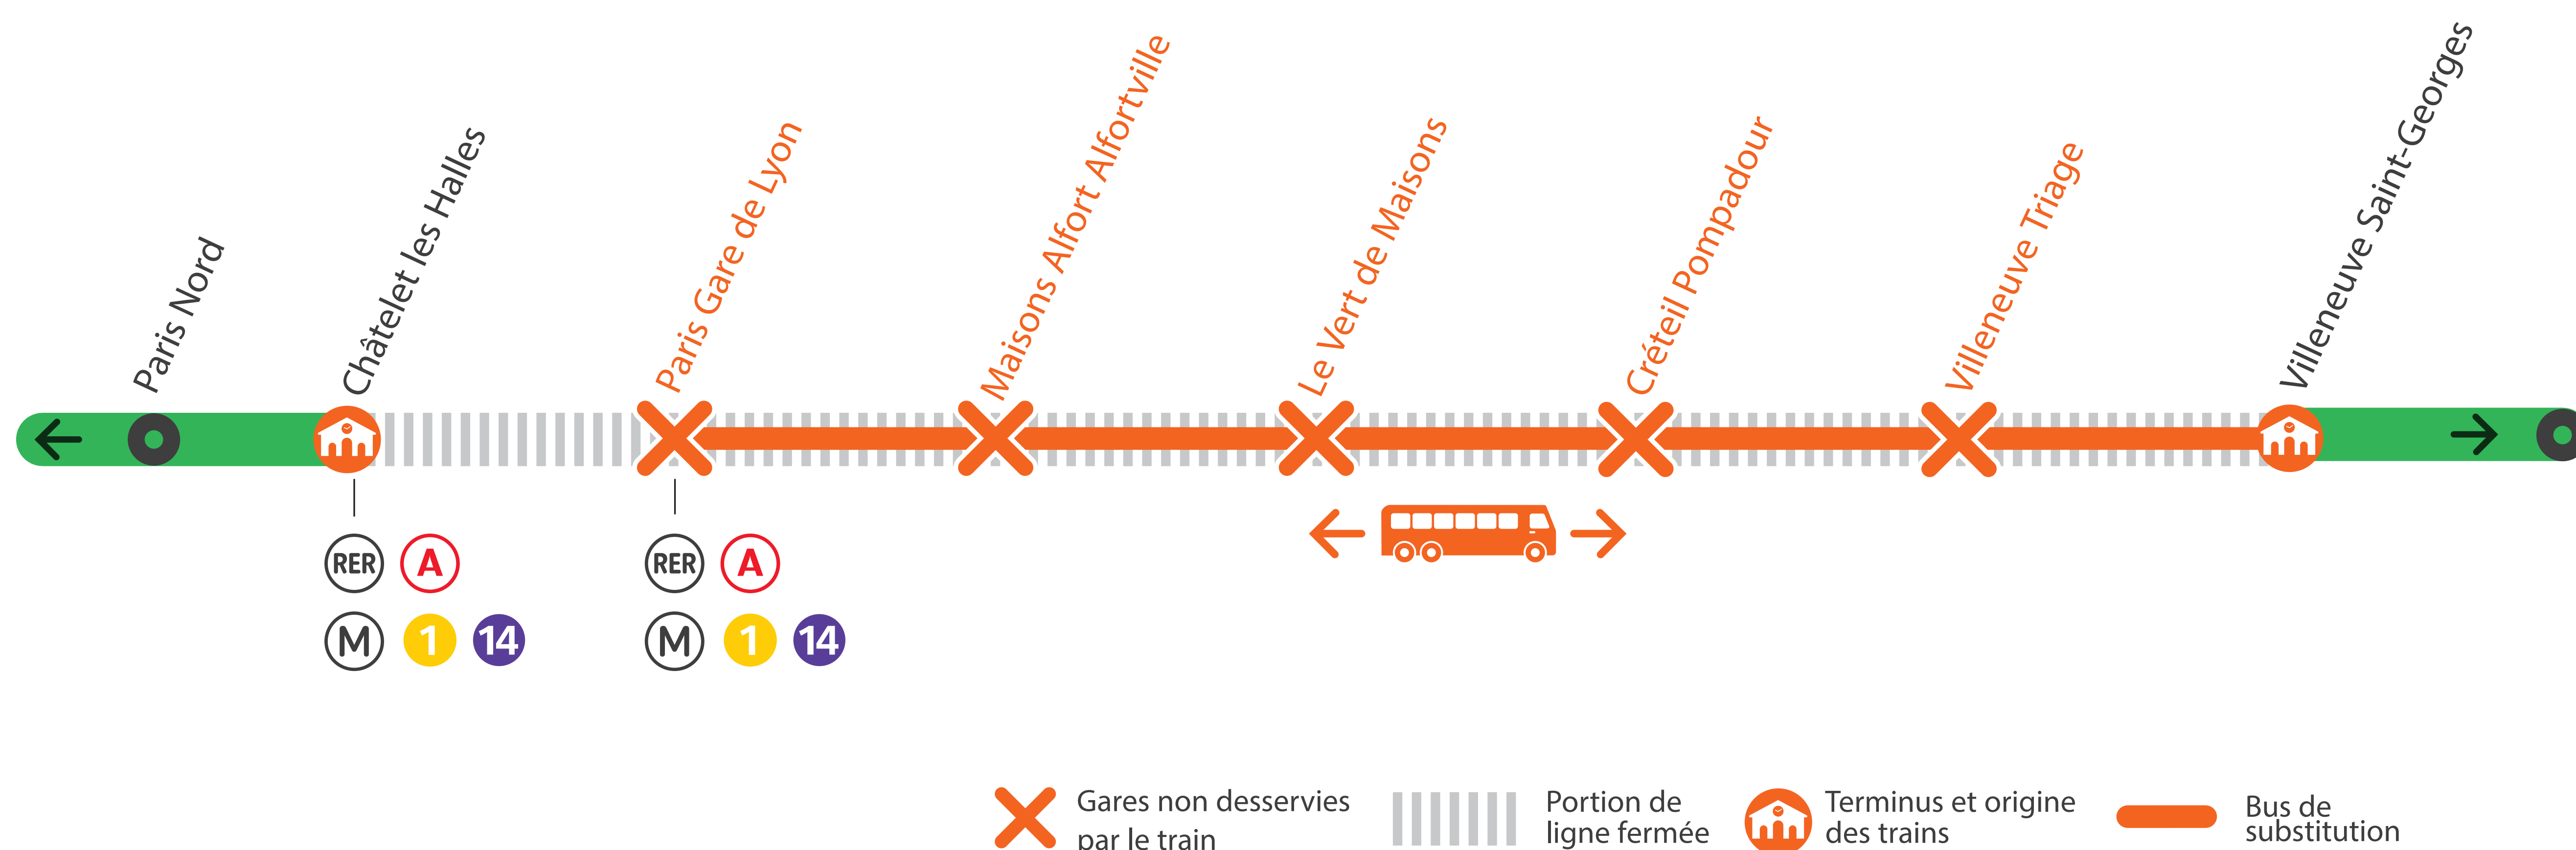 Paris Nord
Châtelet les Halles
Paris Gare de Lyon
Maisons Alfort Alfortville
Le Vert de Maisons
Créteil Pompadour
Villeneuve Triage
Villeneuve Saint-Georges
RER A
M 1 14
RER A
M 1 14
Gares non desservies
par le train
Portion de
ligne fermée
Terminus et origine
des trains
Bus de
substitution